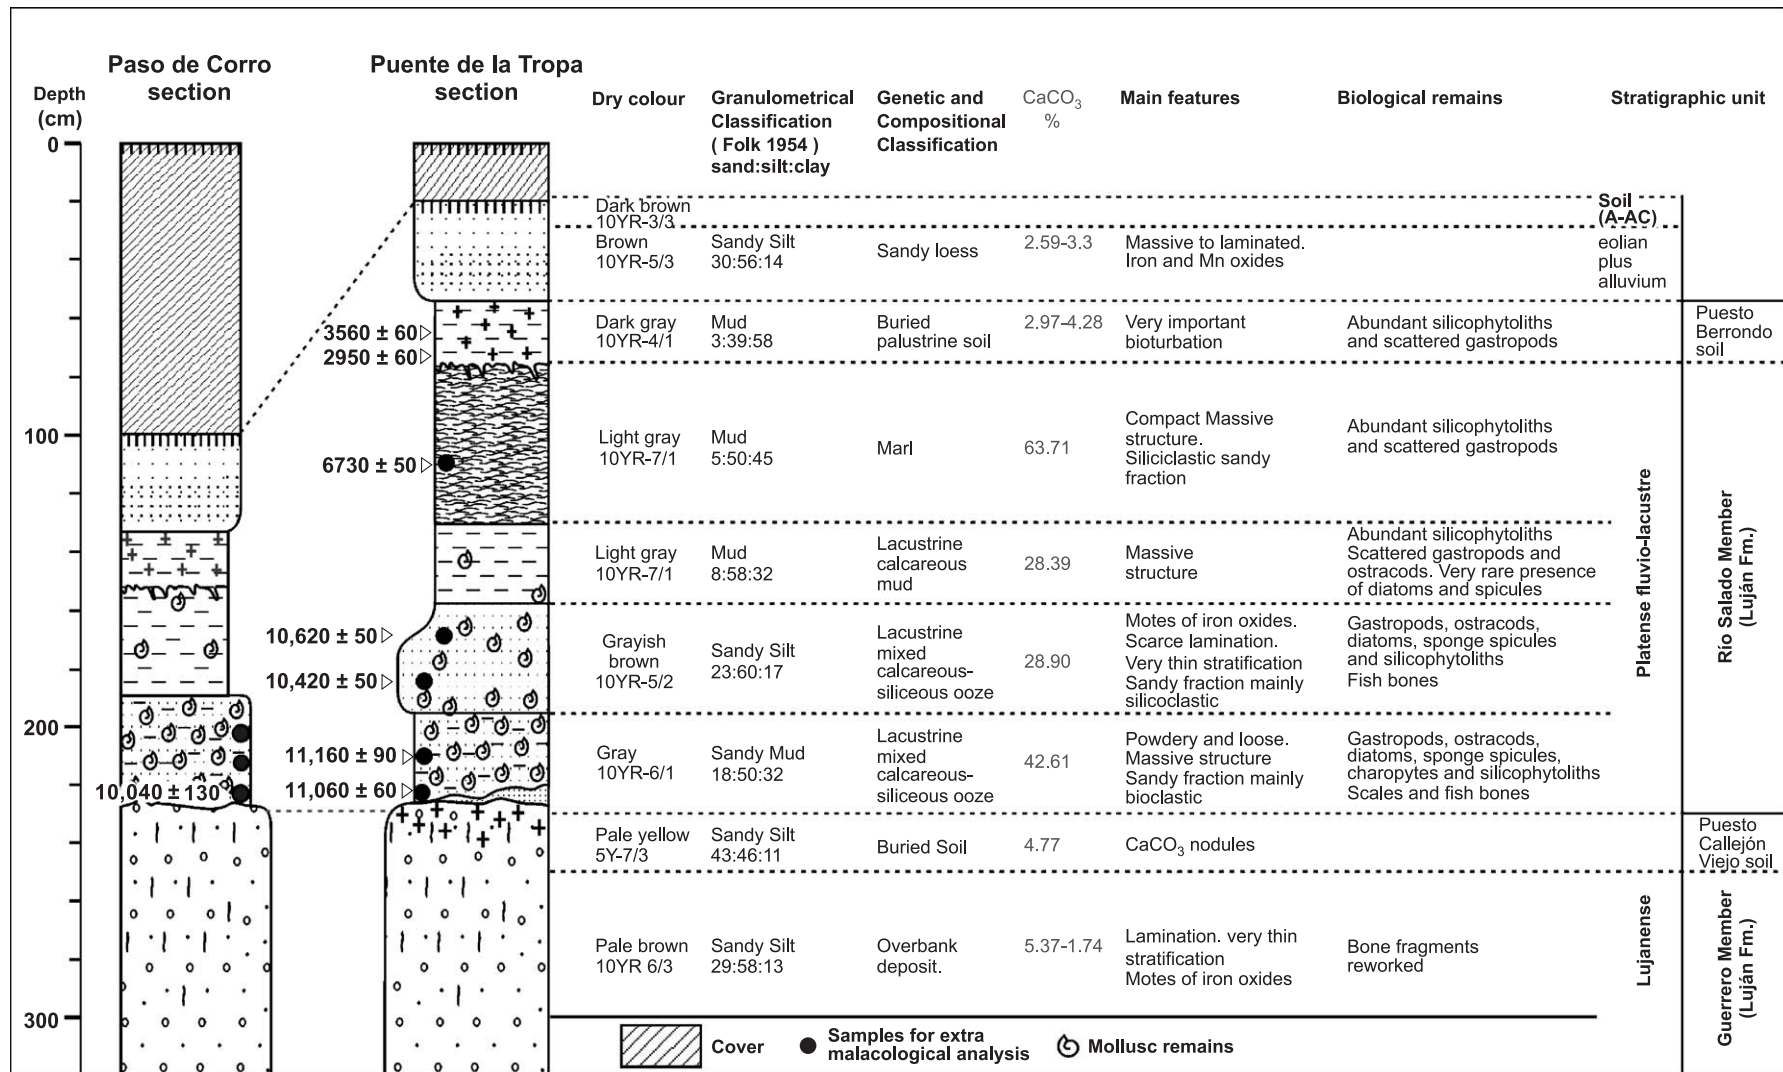 Paso de Corro
section
Puente de la Tropa
section
Depth
(cm)
Dry colour
Granulometrical
Classification
( Folk 1954 )
sand:silt:clay
Genetic and
Compositional
Classification
CaCO3
%
Main features
Biological remains
Stratigraphic unit
0
100
200
300
Dark brown
10YR-3/3
Soil
(A-AC)
Brown
10YR-5/3
Sandy Silt
30:56:14
Sandy loess
2.59-3.3
Massive to laminated.
Iron and Mn oxides
eolian
plus
alluvium
3560 ± 60
2950 ± 60
Dark gray
10YR-4/1
Mud
3:39:58
Buried
palustrine soil
2.97-4.28
Very important
bioturbation
Abundant silicophytoliths
and scattered gastropods
Puesto
Berrondo
soil
6730 ± 50
Light gray
10YR-7/1
Mud
5:50:45
Marl
63.71
Compact Massive
structure.
Siliciclastic sandy
fraction
Abundant silicophytoliths
and scattered gastropods
Light gray
10YR-7/1
Mud
8:58:32
Lacustrine
calcareous
mud
28.39
Massive
structure
Abundant silicophytoliths
Scattered gastropods and
ostracods. Very rare presence
of diatoms and spicules
10,620 ± 50
10,420 ± 50
Grayish
brown
10YR-5/2
Sandy Silt
23:60:17
Lacustrine
mixed
calcareous-
siliceous ooze
28.90
Motes of iron oxides.
Scarce lamination.
Very thin stratification
Sandy fraction mainly
silicoclastic
Gastropods, ostracods,
diatoms, sponge spicules
and silicophytoliths
Fish bones
11,160 ± 90
11,060 ± 60
10,040 ± 130
Gray
10YR-6/1
Sandy Mud
18:50:32
Lacustrine
mixed
calcareous-
siliceous ooze
42.61
Powdery and loose.
Massive structure
Sandy fraction mainly
bioclastic
Gastropods, ostracods,
diatoms, sponge spicules,
charopytes and silicophytoliths
Scales and fish bones
Platense fluvio-lacustre
Río Salado Member
(Luján Fm.)
Pale yellow
5Y-7/3
Sandy Silt
43:46:11
Buried Soil
4.77
CaCO3 nodules
Puesto
Callejón
Viejo soil
Pale brown
10YR 6/3
Sandy Silt
29:58:13
Overbank
deposit.
5.37-1.74
Lamination. very thin
stratification
Motes of iron oxides
Bone fragments
reworked
Lujanense
Guerrero Member
(Luján Fm.)
Cover
Samples for extra
malacological analysis
Mollusc remains